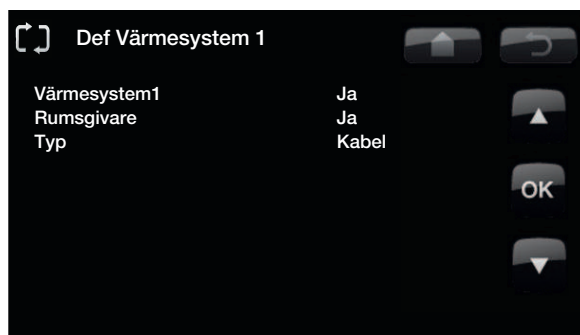 Def Värmesystem 1
Värmesystem1 Ja
Rumsgivare Ja
Typ Kabel
OK